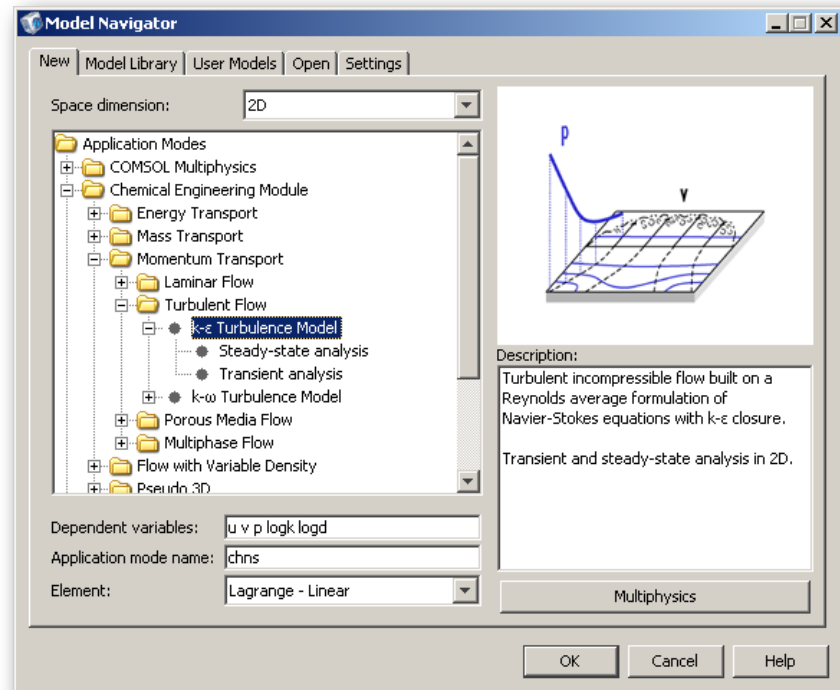 Model Navigator
New Model Library User Models Open Settings
Space dimension: 2D
Application Modes
COMSOL Multiphysics
Chemical Engineering Module
Energy Transport
Mass Transport
Momentum Transport
Laminar Flow
Turbulent Flow
k-ε Turbulence Model
Steady-state analysis
Transient analysis
k-ω Turbulence Model
Porous Media Flow
Multiphase Flow
Flow with Variable Density
Pseudo 3D
Dependent variables: u v p logk logd
Application mode name: chns
Element: Lagrange - Linear
p
v
Description:
Turbulent incompressible flow built on a
Reynolds average formulation of
Navier-Stokes equations with k-ε closure.
Transient and steady-state analysis in 2D.
Multiphysics
OK Cancel Help